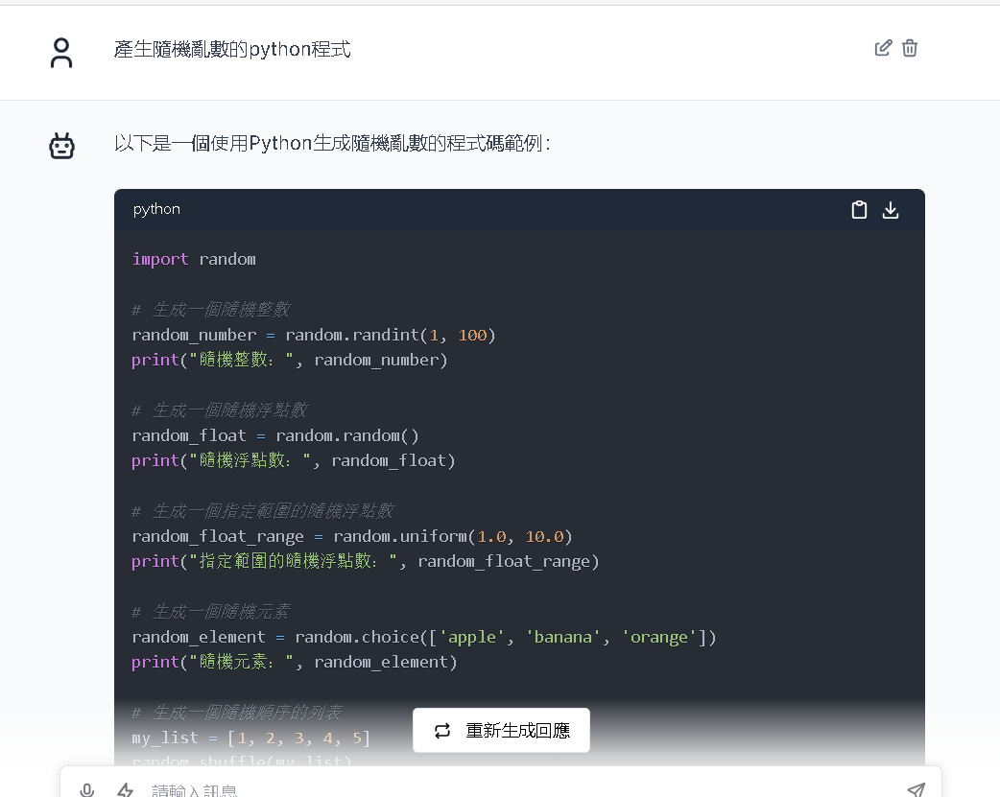 產生隨機亂數的python程式
以下是一個使用Python生成隨機亂數的程式碼範例：
python
import random
# 生成一個隨機整數
random_number = random.randint(1, 100)
print("隨機整數：", random_number)
# 生成一個隨機浮點數
random_float = random.random()
print("隨機浮點數：", random_float)
# 生成一個指定範圍的隨機浮點數
random_float_range = random.uniform(1.0, 10.0)
print("指定範圍的隨機浮點數：", random_float_range)
# 生成一個隨機元素
random_element = random.choice(['apple', 'banana', 'orange'])
print("隨機元素：", random_element)
# 生成一個隨機順序的列表
my_list = [1, 2, 3, 4, 5]
重新生成回應
random.shuffle(my_list)
請輸入訊息